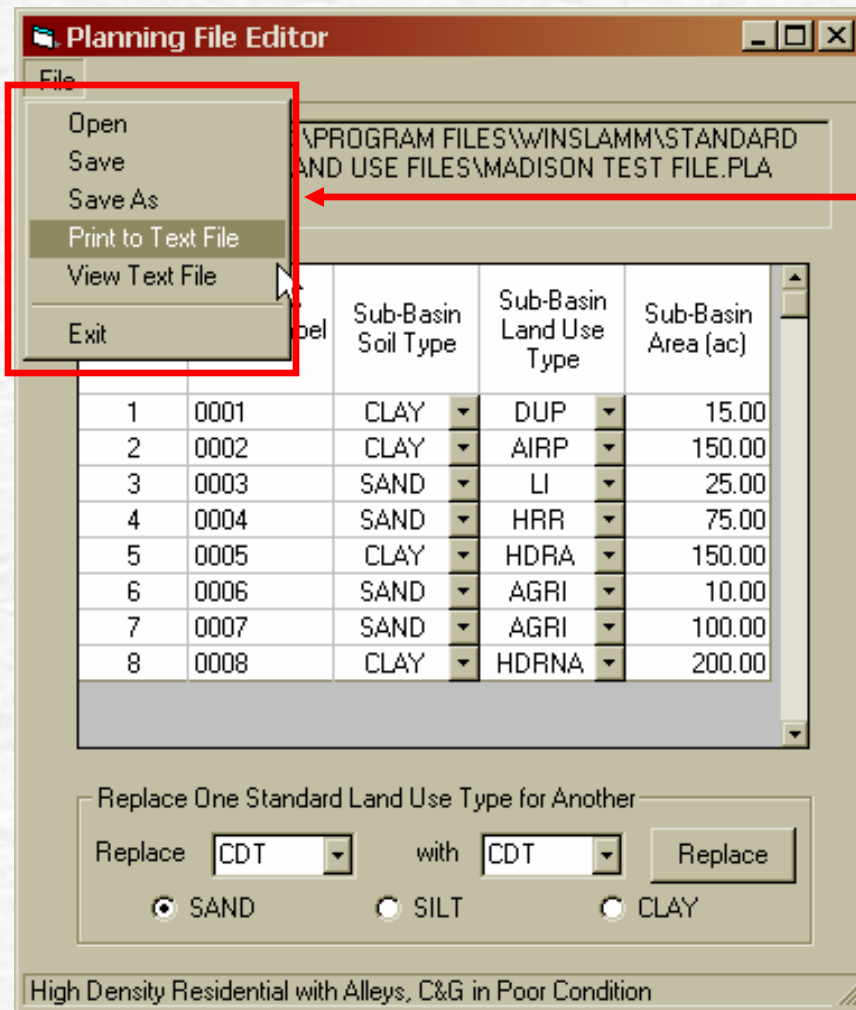 Planning File Editor
File
Open
Save
Save As
Print to Text File
View Text File
Exit
\PROGRAM FILES\WINSLAMM\STANDARD
AND USE FILES\MADISON TEST FILE.PLA
Sub-Basin Soil Type
Sub-Basin Land Use Type
Sub-Basin Area (ac)
1 0001 CLAY DUP 15.00
2 0002 CLAY AIRP 150.00
3 0003 SAND LI 25.00
4 0004 SAND HRR 75.00
5 0005 CLAY HDRA 150.00
6 0006 SAND AGRI 10.00
7 0007 SAND AGRI 100.00
8 0008 CLAY HDRNA 200.00
Replace One Standard Land Use Type for Another
Replace CDT with CDT Replace
SAND SILT CLAY
High Density Residential with Alleys, C&G in Poor Condition